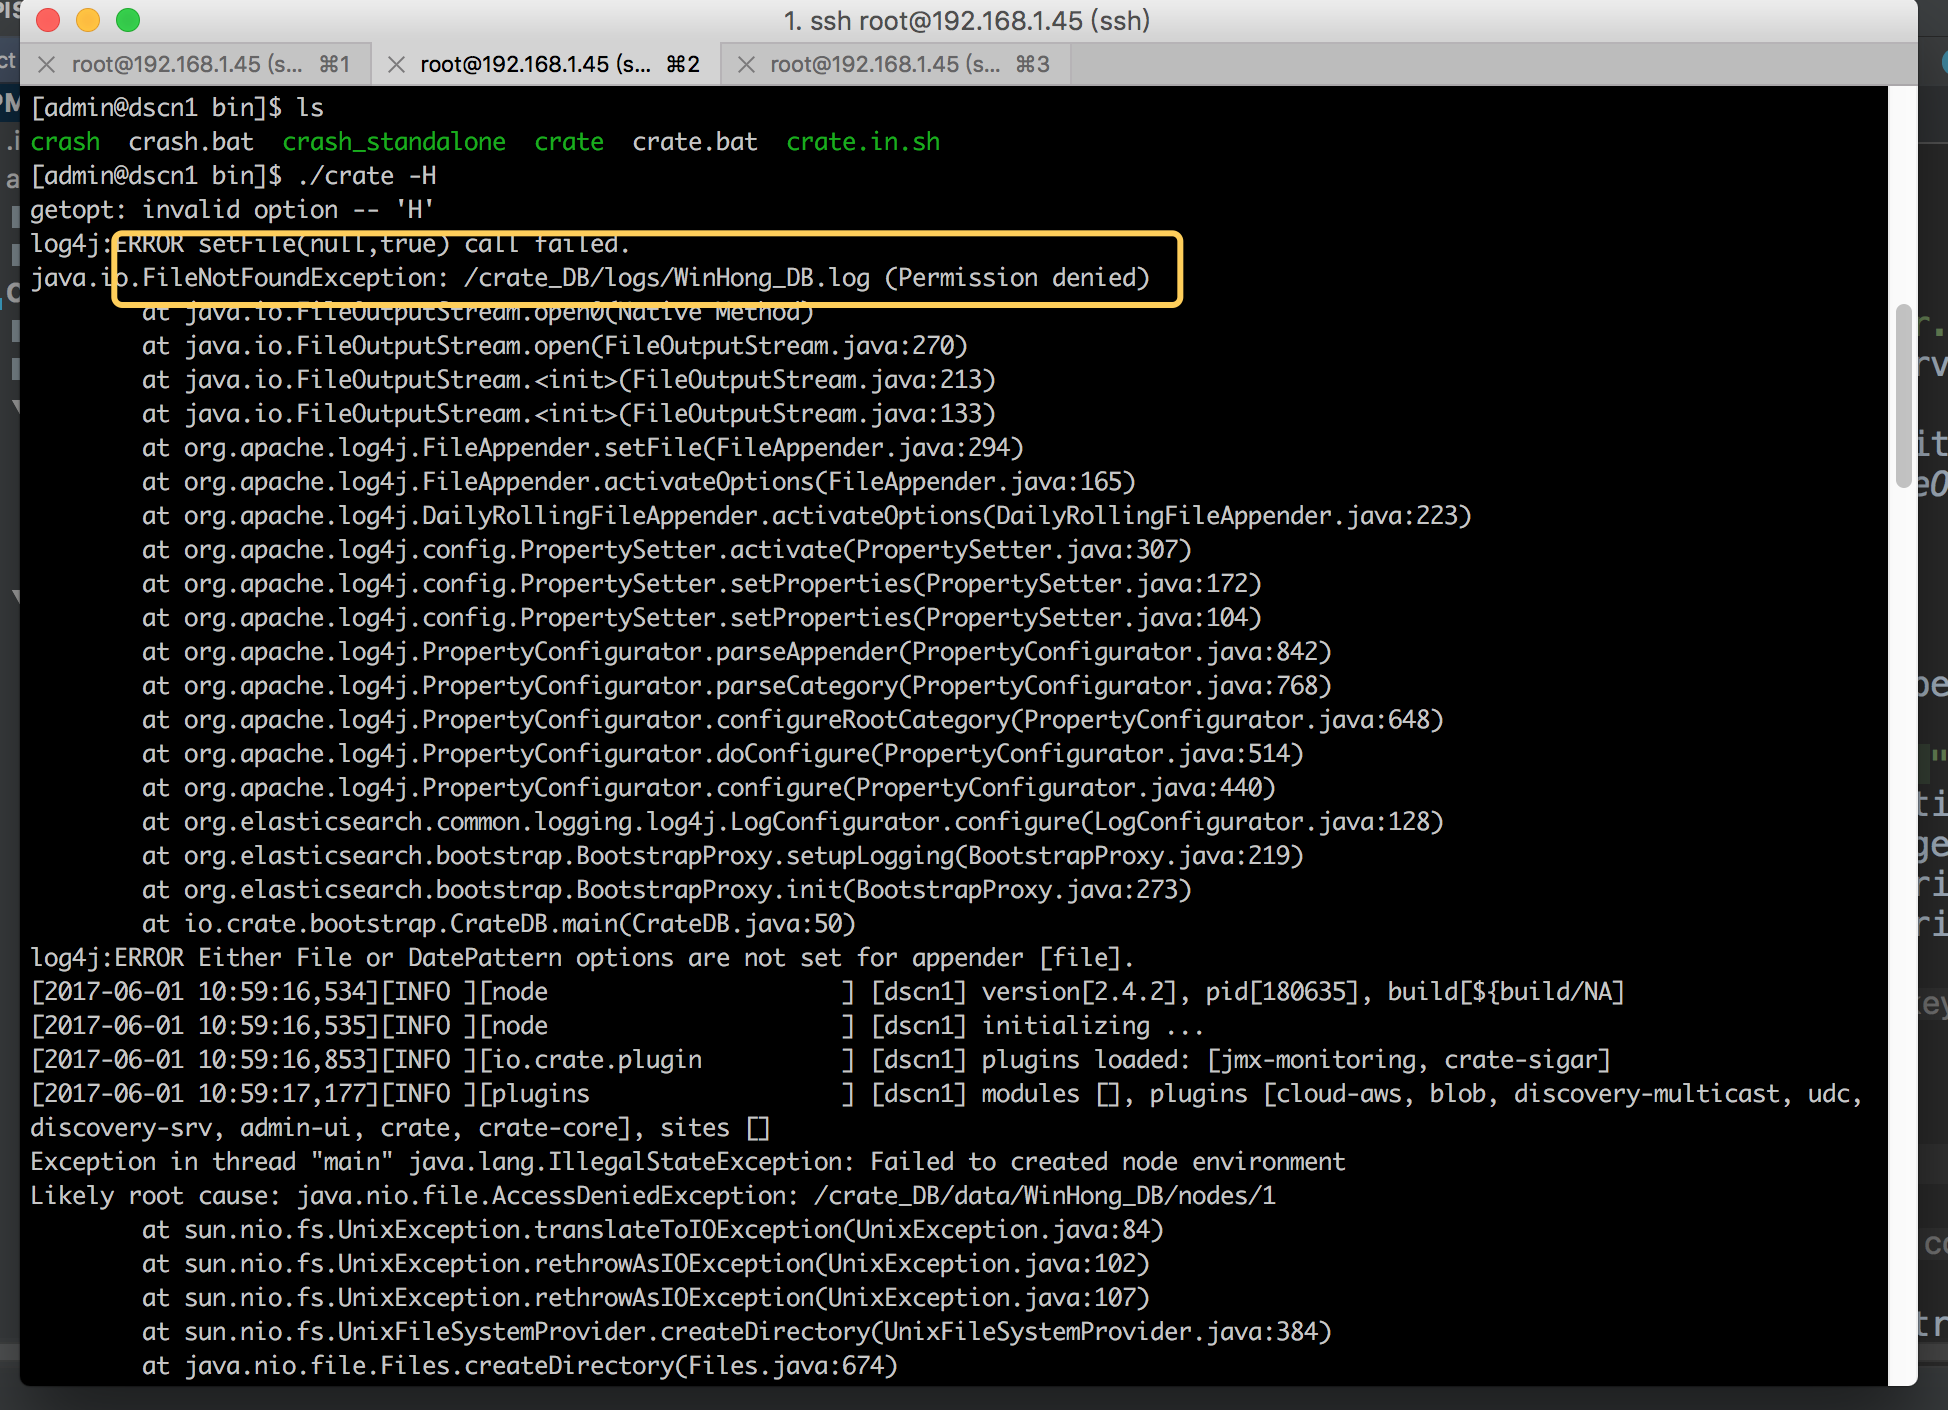 1. ssh root@192.168.1.45 (ssh)
root@192.168.1.45 (s... ⌘1 root@192.168.1.45 (s... ⌘2 root@192.168.1.45 (s... ⌘3
[admin@dscn1 bin]$ ls
crash crash.bat crash_standalone crate crate.bat crate.in.sh
[admin@dscn1 bin]$ ./crate -H
getopt: invalid option -- 'H'
log4j:ERROR setFile(null,true) call failed.
java.io.FileNotFoundException: /crate_DB/logs/WinHong_DB.log (Permission denied)
at java.io.FileOutputStream.open0(Native Method)
at java.io.FileOutputStream.open(FileOutputStream.java:270)
at java.io.FileOutputStream.<init>(FileOutputStream.java:213)
at java.io.FileOutputStream.<init>(FileOutputStream.java:133)
at org.apache.log4j.FileAppender.setFile(FileAppender.java:294)
at org.apache.log4j.FileAppender.activateOptions(FileAppender.java:165)
at org.apache.log4j.DailyRollingFileAppender.activateOptions(DailyRollingFileAppender.java:223)
at org.apache.log4j.config.PropertySetter.activate(PropertySetter.java:307)
at org.apache.log4j.config.PropertySetter.setProperties(PropertySetter.java:172)
at org.apache.log4j.config.PropertySetter.setProperties(PropertySetter.java:104)
at org.apache.log4j.PropertyConfigurator.parseAppender(PropertyConfigurator.java:842)
at org.apache.log4j.PropertyConfigurator.parseCategory(PropertyConfigurator.java:768)
at org.apache.log4j.PropertyConfigurator.configureRootCategory(PropertyConfigurator.java:648)
at org.apache.log4j.PropertyConfigurator.doConfigure(PropertyConfigurator.java:514)
at org.apache.log4j.PropertyConfigurator.configure(PropertyConfigurator.java:440)
at org.elasticsearch.common.logging.log4j.LogConfigurator.configure(LogConfigurator.java:128)
at org.elasticsearch.bootstrap.BootstrapProxy.setupLogging(BootstrapProxy.java:219)
at org.elasticsearch.bootstrap.BootstrapProxy.init(BootstrapProxy.java:273)
at io.crate.bootstrap.CrateDB.main(CrateDB.java:50)
log4j:ERROR Either File or DatePattern options are not set for appender [file].
[2017-06-01 10:59:16,534][INFO ][node ] [dscn1] version[2.4.2], pid[180635], build[${build/NA]
[2017-06-01 10:59:16,535][INFO ][node ] [dscn1] initializing ...
[2017-06-01 10:59:16,853][INFO ][io.crate.plugin ] [dscn1] plugins loaded: [jmx-monitoring, crate-sigar]
[2017-06-01 10:59:17,177][INFO ][plugins ] [dscn1] modules [], plugins [cloud-aws, blob, discovery-multicast, udc,
discovery-srv, admin-ui, crate, crate-core], sites []
Exception in thread "main" java.lang.IllegalStateException: Failed to created node environment
Likely root cause: java.nio.file.AccessDeniedException: /crate_DB/data/WinHong_DB/nodes/1
at sun.nio.fs.UnixException.translateToIOException(UnixException.java:84)
at sun.nio.fs.UnixException.rethrowAsIOException(UnixException.java:102)
at sun.nio.fs.UnixException.rethrowAsIOException(UnixException.java:107)
at sun.nio.fs.UnixFileSystemProvider.createDirectory(UnixFileSystemProvider.java:384)
at java.nio.file.Files.createDirectory(Files.java:674)